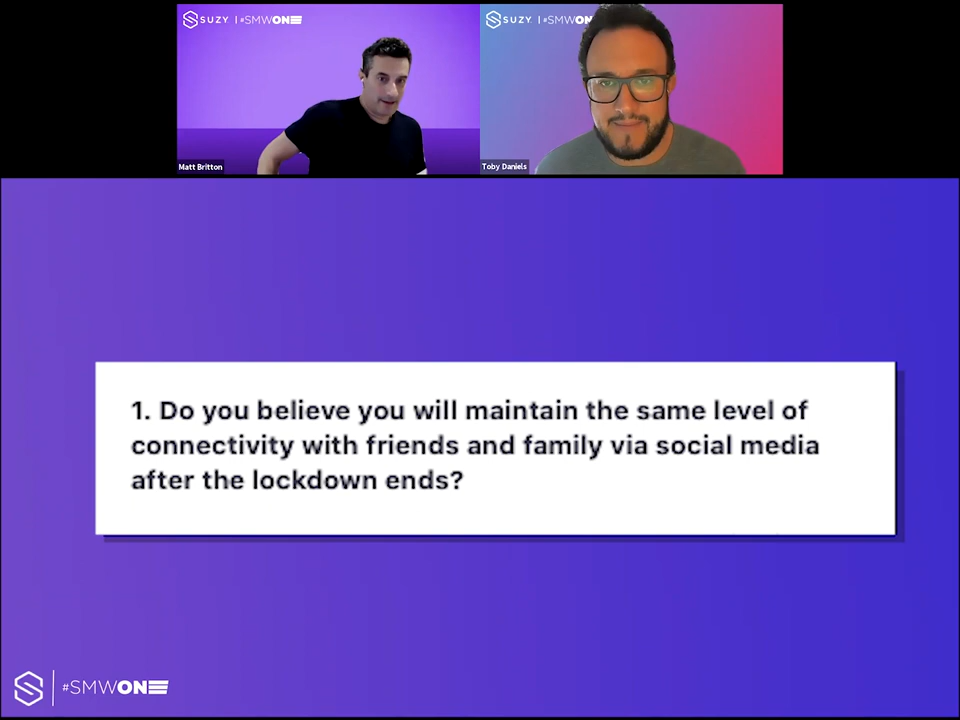 SUZY | #SMWONE
SUZY | #SMWON
Matt Britton
Toby Daniels
1. Do you believe you will maintain the same level of
connectivity with friends and family via social media
after the lockdown ends?
#SMWONE